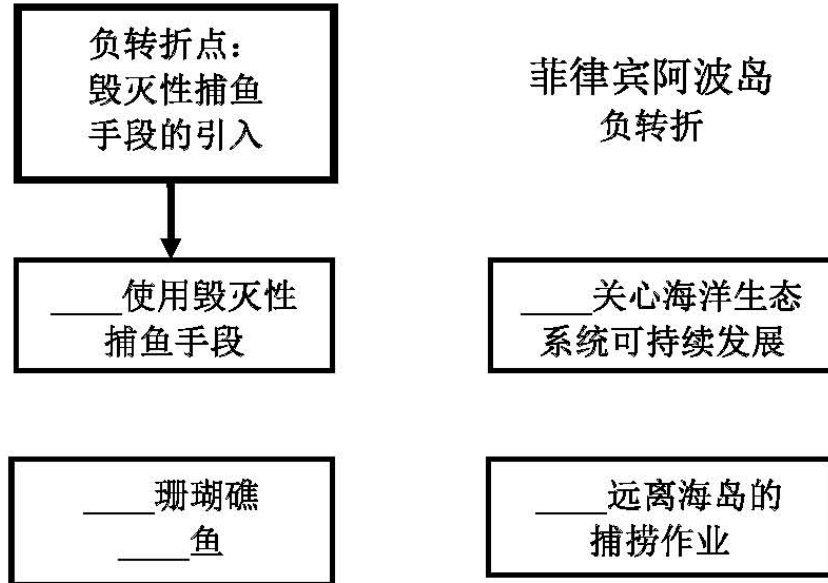 负转折点：
毁灭性捕鱼
手段的引入
菲律宾阿波岛
负转折
____使用毁灭性
捕鱼手段
____关心海洋生态
系统可持续发展
____珊瑚礁
____鱼
____远离海岛的
捕捞作业